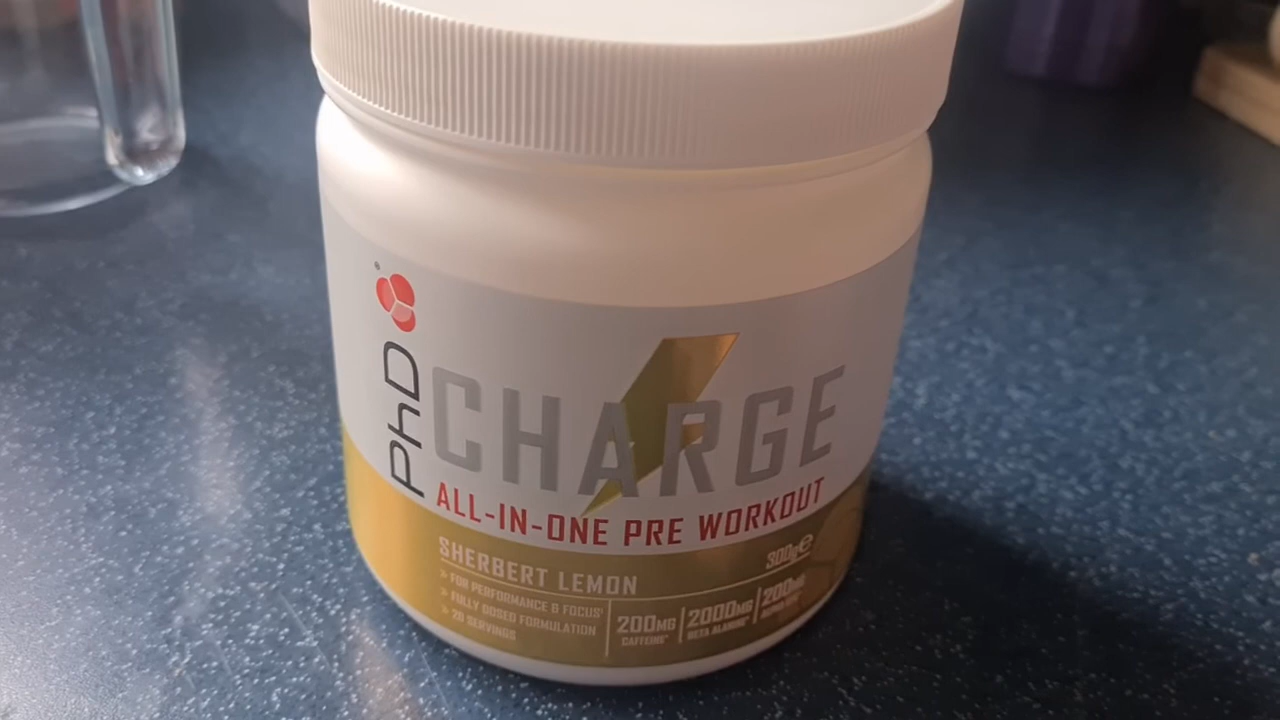 PhD
CHARGE
ALL-IN-ONE PRE WORKOUT
SHERBERT LEMON
300g℮
» FOR PERFORMANCE & FOCUS
» FULLY DOSED FORMULATION
» 20 SERVINGS
200MG
CAFFEINE*
2000MG
BETA ALANINE*
200MG